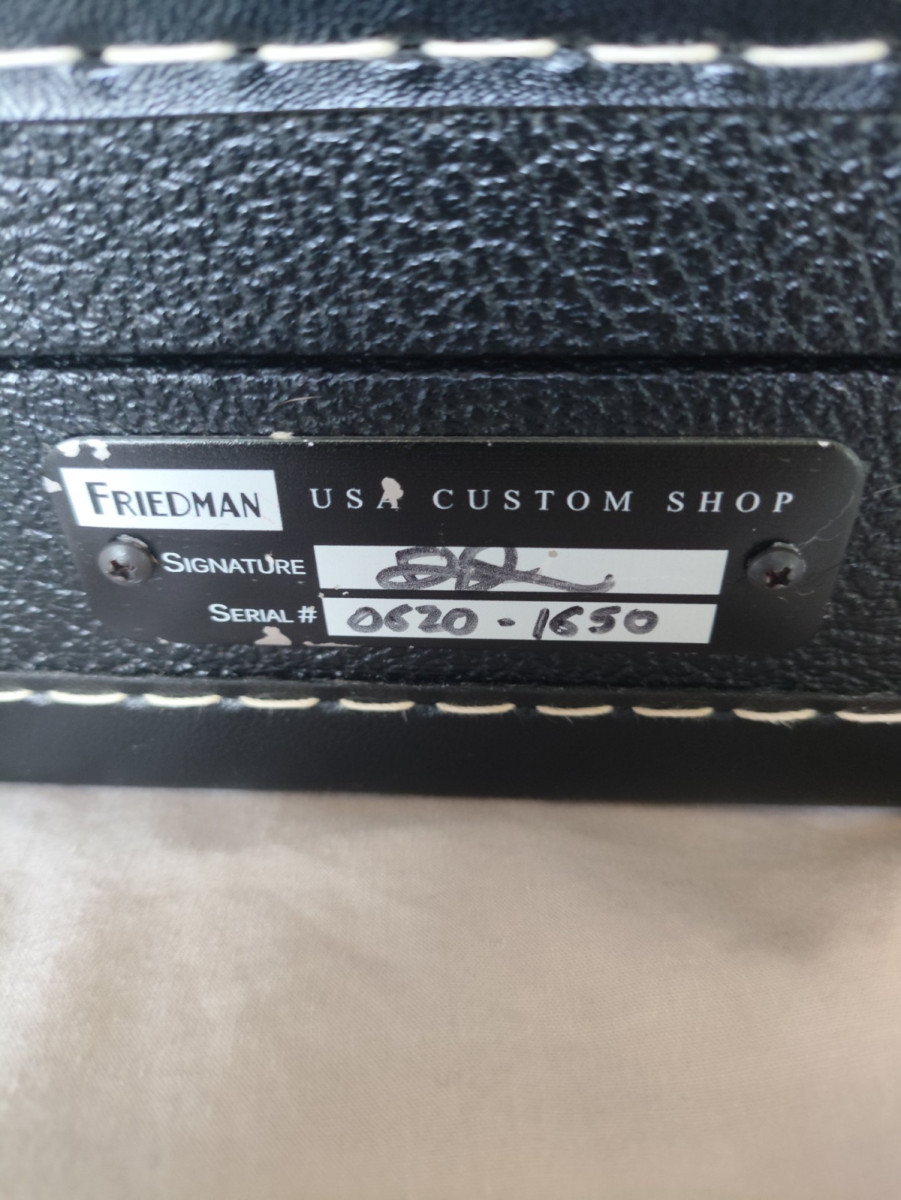 FRIEDMAN USA CUSTOM SHOP
SIGNATURE
SERIAL # 0620-1650